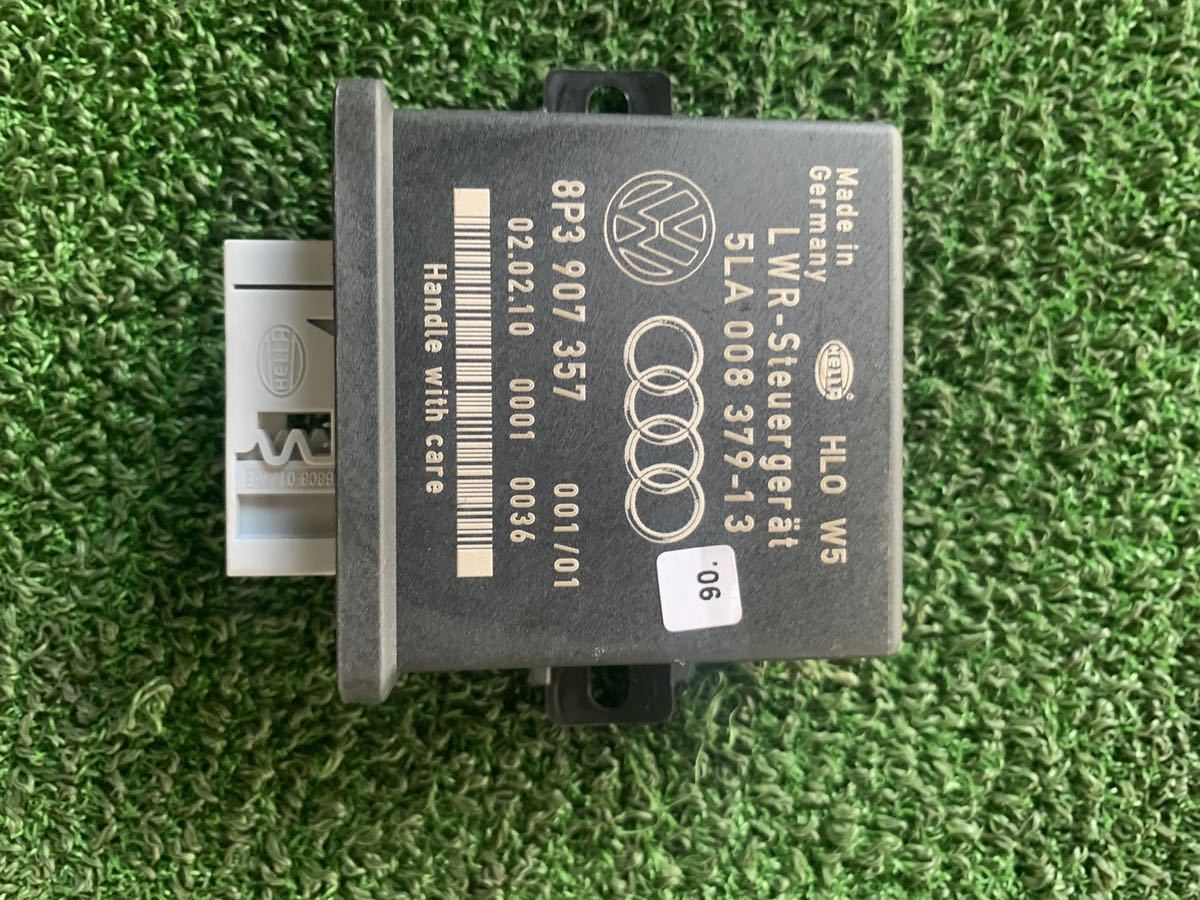 Made in
Germany
HELLA
HLO W5
LWR-Steuergerät
5LA 008 379-13
'06
8P3 907 357
001/01
02.02.10 0001 0036
Handle with care
HELLA